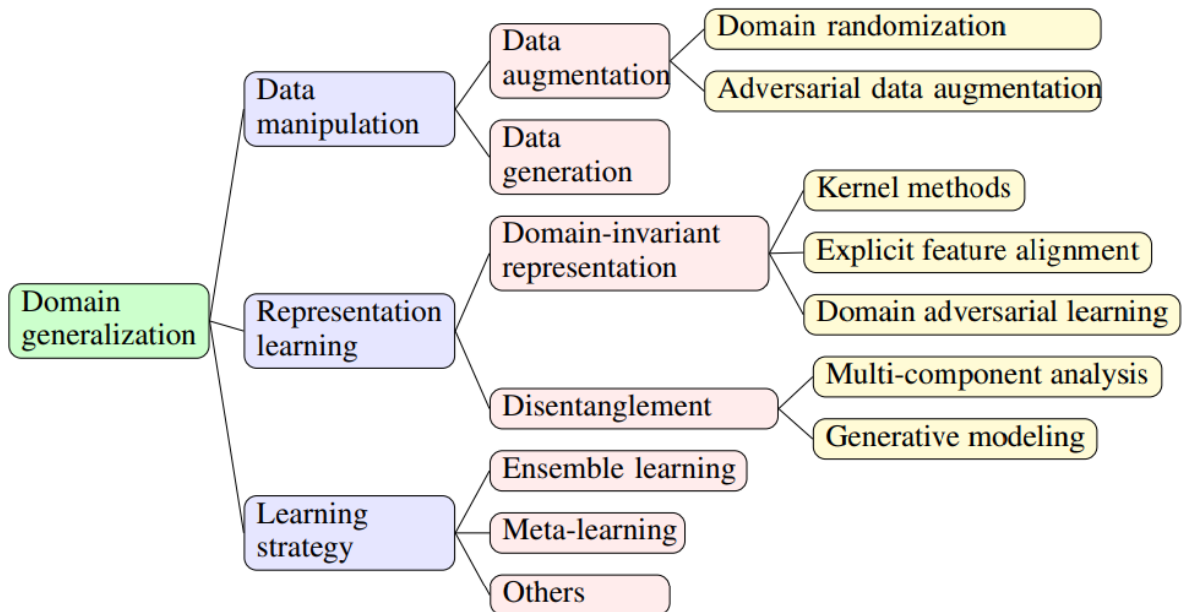 Domain
generalization
Data
manipulation
Data
augmentation
Domain randomization
Adversarial data augmentation
Data
generation
Representation
learning
Domain-invariant
representation
Kernel methods
Explicit feature alignment
Domain adversarial learning
Disentanglement
Multi-component analysis
Generative modeling
Learning
strategy
Ensemble learning
Meta-learning
Others